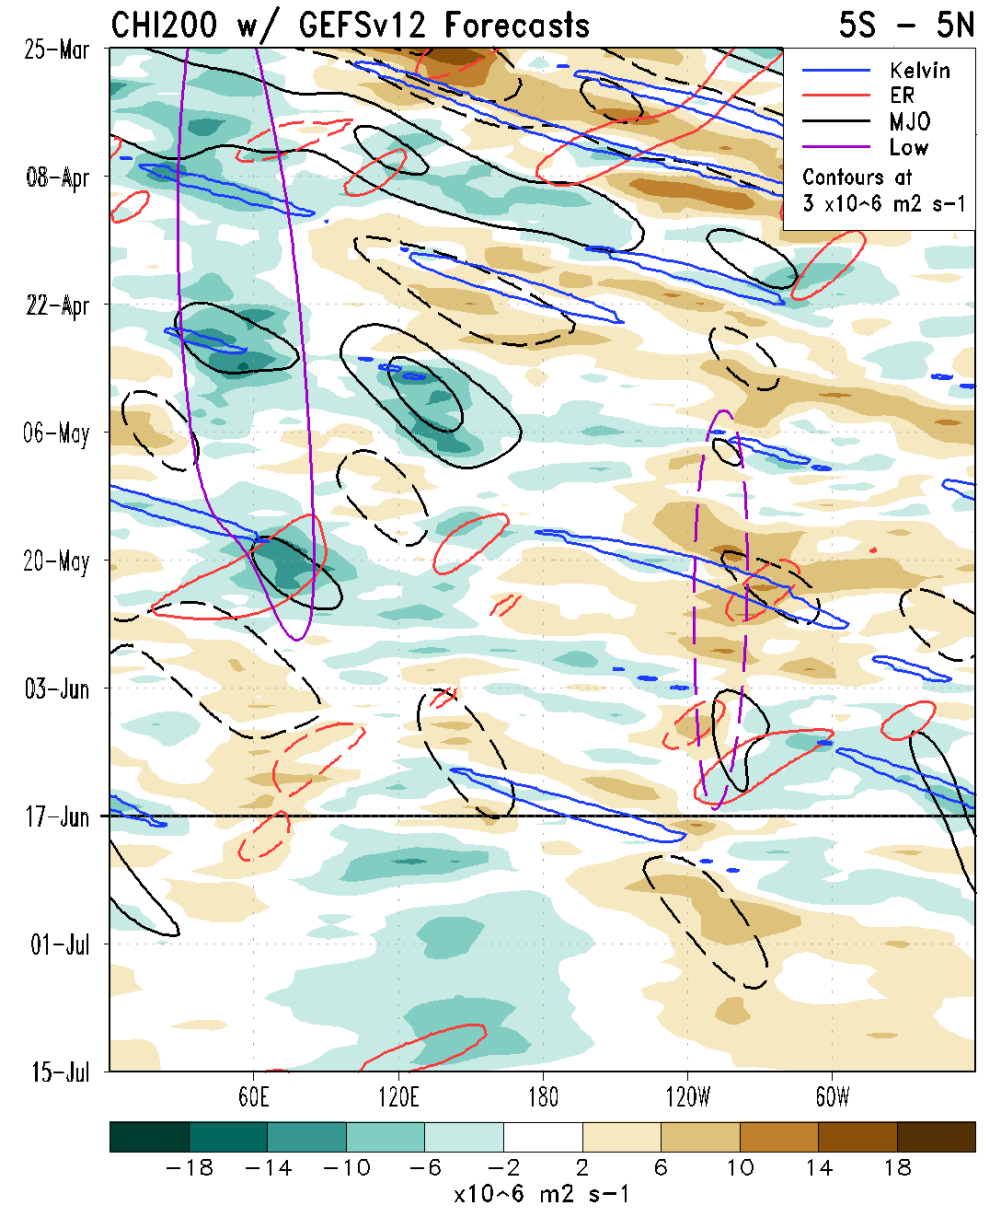 CHI200 w/ GEFSv12 Forecasts 5S - 5N
25-Mar
08-Apr
22-Apr
06-May
20-May
03-Jun
17-Jun
01-Jul
15-Jul
Kelvin
ER
MJO
Low
Contours at
3 x10^6 m2 s-1
60E 120E 180 120W 60W
-18 -14 -10 -6 -2 2 6 10 14 18
x10^6 m2 s-1